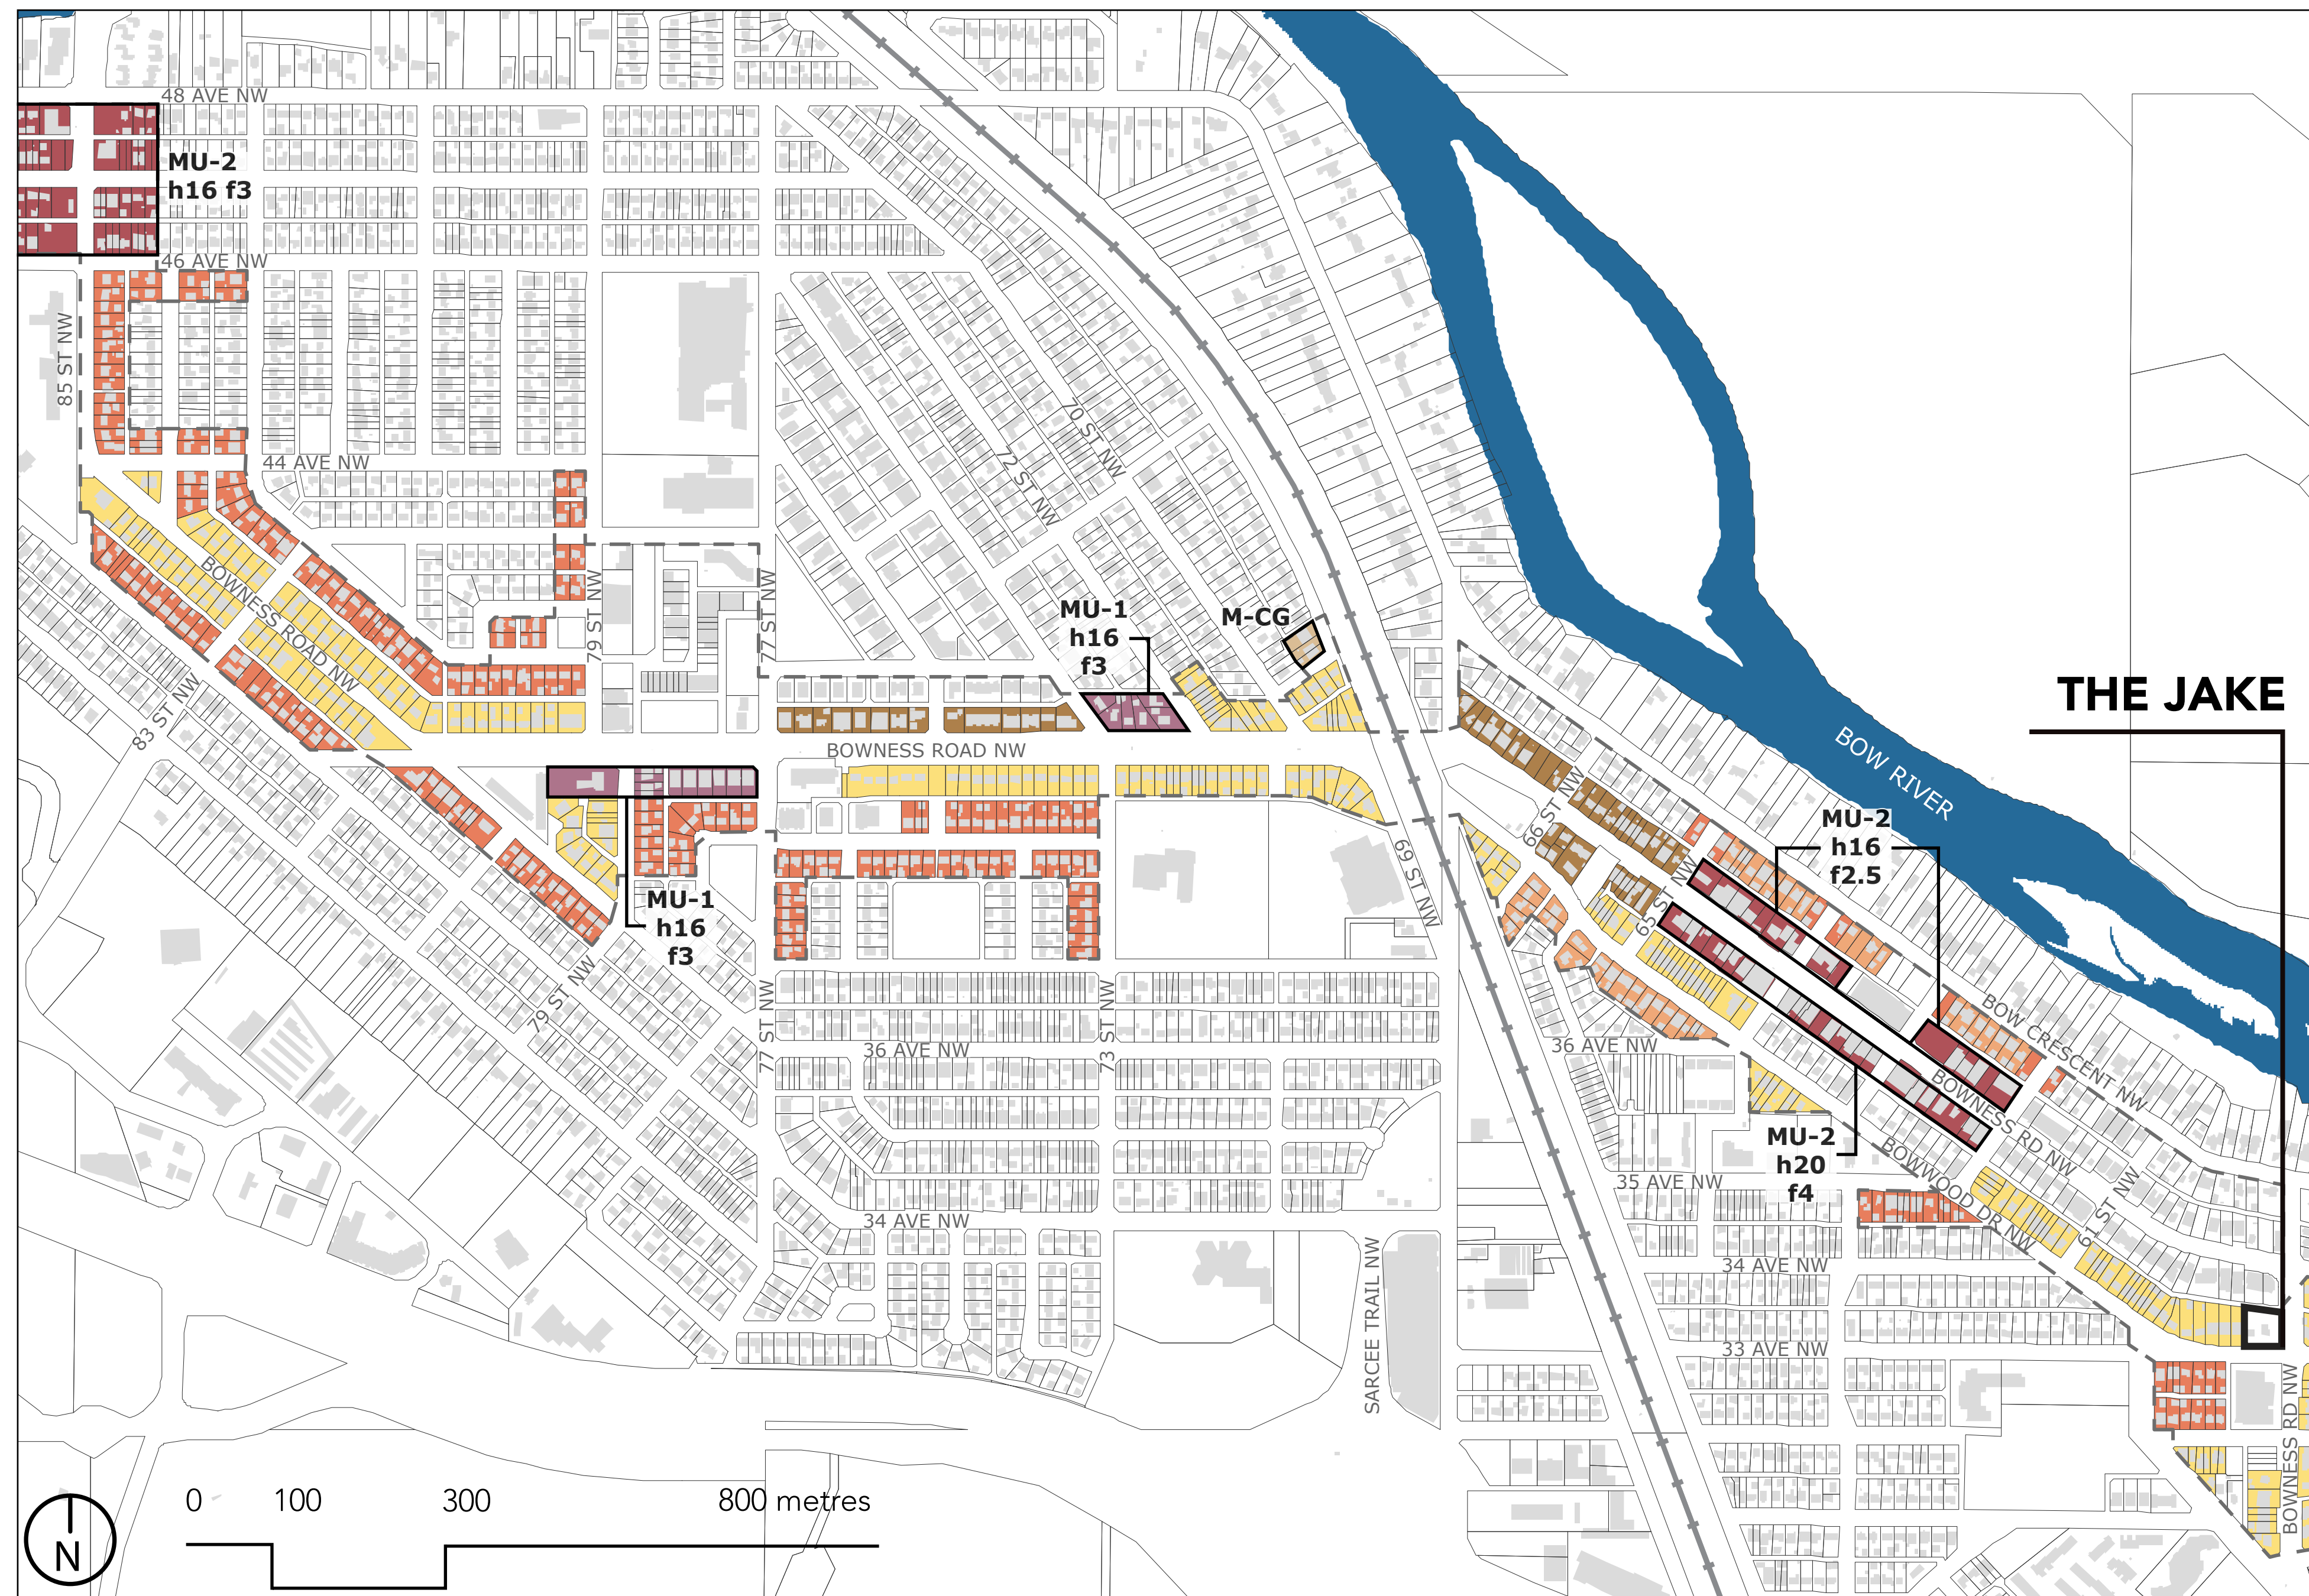 48 AVE NW
MU-2
h16 f3
46 AVE NW
85 ST NW
44 AVE NW
70 ST NW
72 ST NW
BOWNESS ROAD NW
79 ST NW
77 ST NW
MU-1
h16
f3
M-CG
THE JAKE
83 ST NW
BOWNESS ROAD NW
BOW RIVER
66 ST NW
MU-2
h16
f2.5
69 ST NW
65 ST NW
MU-1
h16
f3
79 ST NW
77 ST NW
73 ST NW
36 AVE NW
36 AVE NW
BOW CRESCENT NW
BOWNESS RD NW
MU-2
h20
f4
BOWWOOD DR NW
35 AVE NW
61 ST NW
34 AVE NW
34 AVE NW
SARCEE TRAIL NW
33 AVE NW
BOWNESS RD NW
0 100 300 800 metres
N